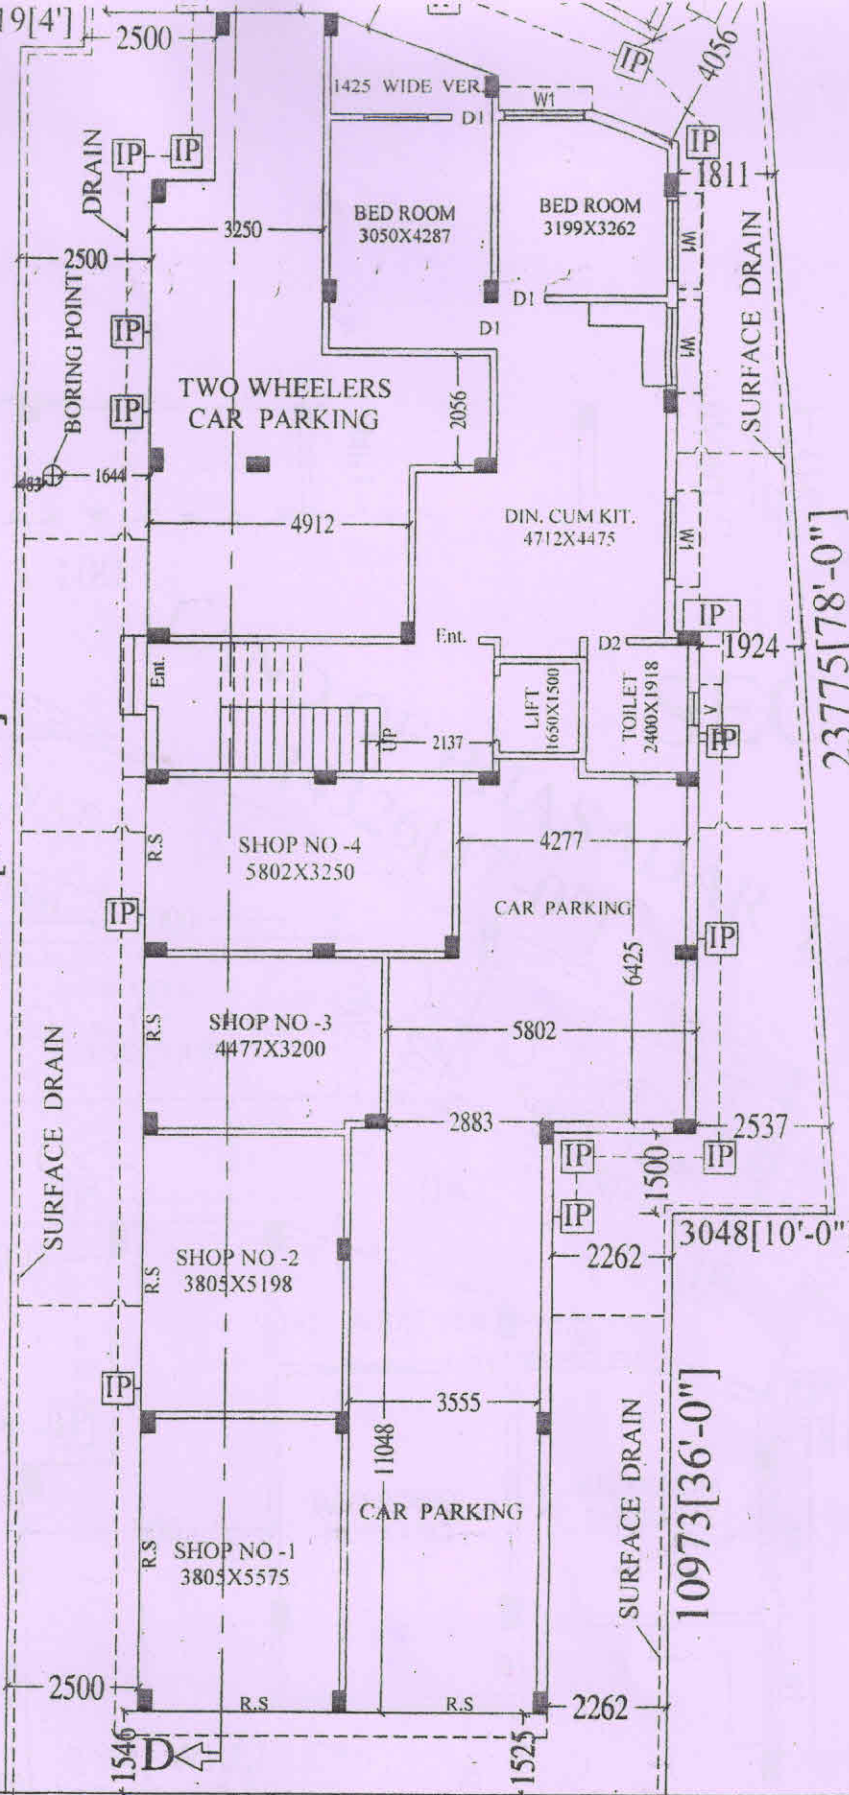 19[4']
2500
1425 WIDE VER.
W1
D1
IP
4056
IP
IP
IP
1811
DRAIN
BED ROOM
3050X4287
BED ROOM
3199X3262
3250
2500
W1
SURFACE DRAIN
D1
D1
BORING POINT
IP
W1
TWO WHEELERS
CAR PARKING
2056
IP
483
1644
4912
DIN. CUM KIT.
4712X4475
W1
23775[78'-0"]
IP
Ent.
D2
1924
Ent.
LIFT
1650X1500
TOILET
2400X1918
V
UP
2137
IP
R.S
SHOP NO -4
5802X3250
4277
CAR PARKING
IP
IP
6425
R.S
SHOP NO -3
4477X3200
5802
SURFACE DRAIN
2883
2537
IP
IP
1500
IP
3048[10'-0"]
R.S
SHOP NO -2
3805X5198
2262
IP
3555
11048
SURFACE DRAIN
10973[36'-0"]
CAR PARKING
R.S
SHOP NO -1
3805X5575
2500
R.S
R.S
2262
1546
D
1525